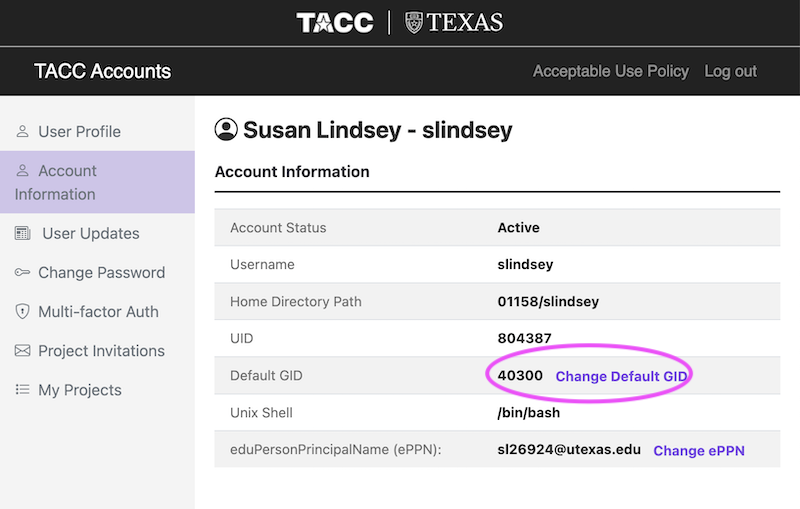 TACC | TEXAS
TACC Accounts
Acceptable Use Policy Log out
User Profile
Account
Information
User Updates
Change Password
Multi-factor Auth
Project Invitations
My Projects
Susan Lindsey - slindsey
Account Information
Account Status Active
Username slindsey
Home Directory Path 01158/slindsey
UID 804387
Default GID 40300 Change Default GID
Unix Shell /bin/bash
eduPersonPrincipalName (ePPN): sl26924@utexas.edu Change ePPN